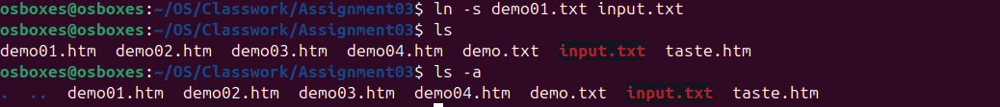 osboxes@osboxes:~/OS/Classwork/Assignment03$ ln -s demo01.txt input.txt
osboxes@osboxes:~/OS/Classwork/Assignment03$ ls
demo01.htm  demo02.htm  demo03.htm  demo04.htm  demo.txt  input.txt  taste.htm
osboxes@osboxes:~/OS/Classwork/Assignment03$ ls -a
.  ..  demo01.htm  demo02.htm  demo03.htm  demo04.htm  demo.txt  input.txt  taste.htm